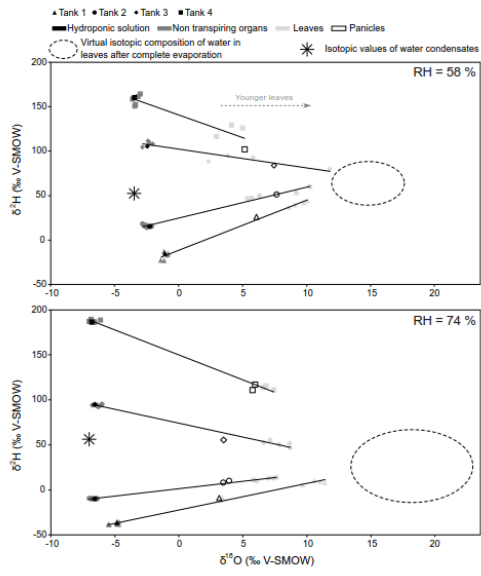 Tank 1 Tank 2 Tank 3 Tank 4
Hydroponic solution Non transpiring organs Leaves Panicles
Virtual isotopic composition of water in
leaves after complete evaporation
Isotopic values of water condensates
200
RH = 58 %
150
Younger leaves
100
50
0
-50
δ²H (‰ V-SMOW)
-10 -5 0 5 10 15 20
200
RH = 74 %
150
100
50
0
-50
δ²H (‰ V-SMOW)
-10 -5 0 5 10 15 20
δ¹⁸O (‰ V-SMOW)